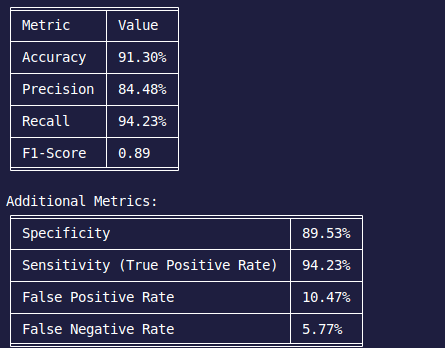 Metric Value
Accuracy 91.30%
Precision 84.48%
Recall 94.23%
F1-Score 0.89
Additional Metrics:
Specificity 89.53%
Sensitivity (True Positive Rate) 94.23%
False Positive Rate 10.47%
False Negative Rate 5.77%